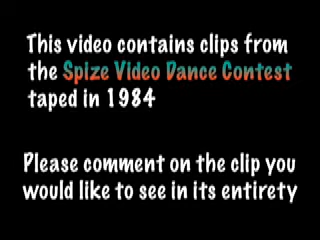 This video contains clips from
the Spize Video Dance Contest
taped in 1984
Please comment on the clip you
would like to see in its entirety